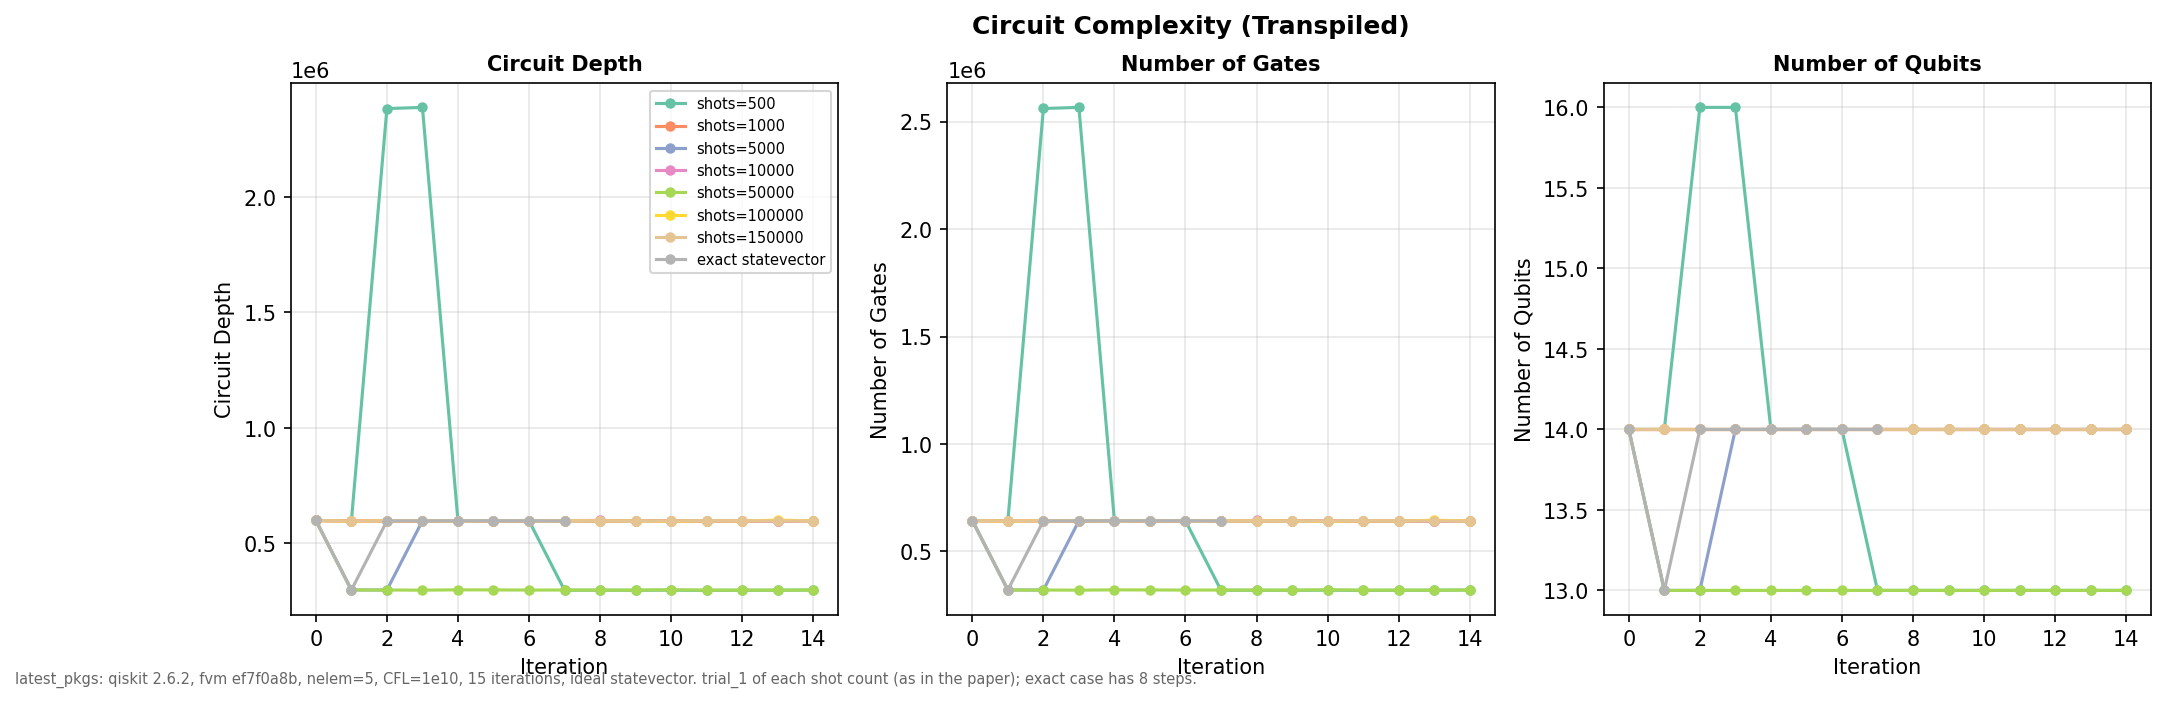 Circuit Complexity (Transpiled)
Circuit Depth
1e6
Circuit Depth
2.0
1.5
1.0
0.5
0 2 4 6 8 10 12 14
Iteration
shots=500
shots=1000
shots=5000
shots=10000
shots=50000
shots=100000
shots=150000
exact statevector
Number of Gates
1e6
Number of Gates
2.5
2.0
1.5
1.0
0.5
0 2 4 6 8 10 12 14
Iteration
Number of Qubits
Number of Qubits
16.0
15.5
15.0
14.5
14.0
13.5
13.0
0 2 4 6 8 10 12 14
Iteration
latest_pkgs: qiskit 2.6.2, fvm ef7f0a8b, nelem=5, CFL=1e10, 15 iterations, ideal statevector. trial_1 of each shot count (as in the paper); exact case has 8 steps.